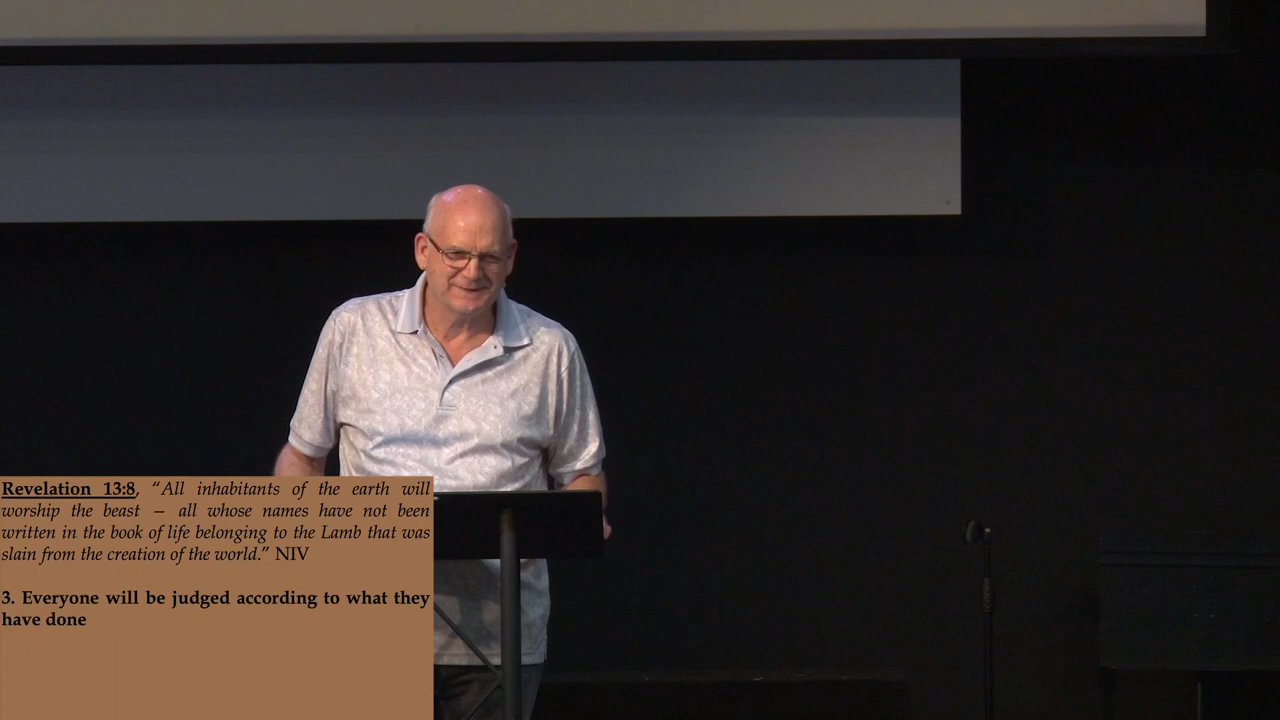 Revelation 13:8, “All inhabitants of the earth will
worship the beast – all whose names have not been
written in the book of life belonging to the Lamb that was
slain from the creation of the world.” NIV
3. Everyone will be judged according to what they
have done